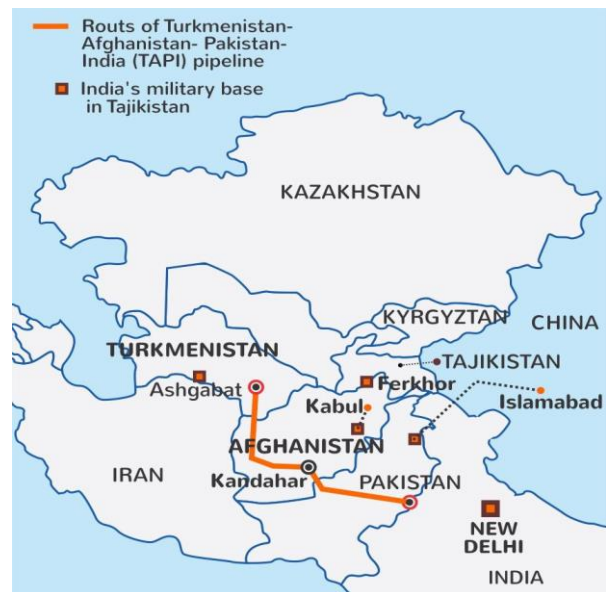 Routes of Turkmenistan-
Afghanistan- Pakistan-
India (TAPI) pipeline
India's military base
in Tajikistan
KAZAKHSTAN
KYRGYZTAN
CHINA
TURKMENISTAN
TAJIKISTAN
Ashgabat
Ferkhor
Kabul
Islamabad
AFGHANISTAN
IRAN
Kandahar
PAKISTAN
NEW
DELHI
INDIA